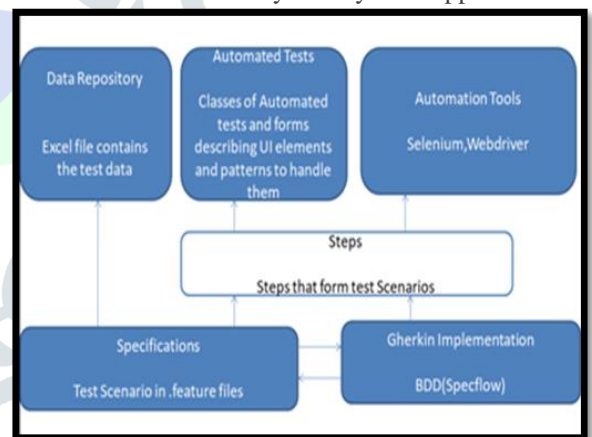 Data Repository
Excel file contains
the test data
Automated Tests
Classes of Automated
tests and forms
describing UI elements
and patterns to handle
them
Automation Tools
Selenium,Webdriver
Steps
Steps that form test Scenarios
Specifications
Test Scenario in .feature files
Gherkin Implementation
BDD(Specflow)